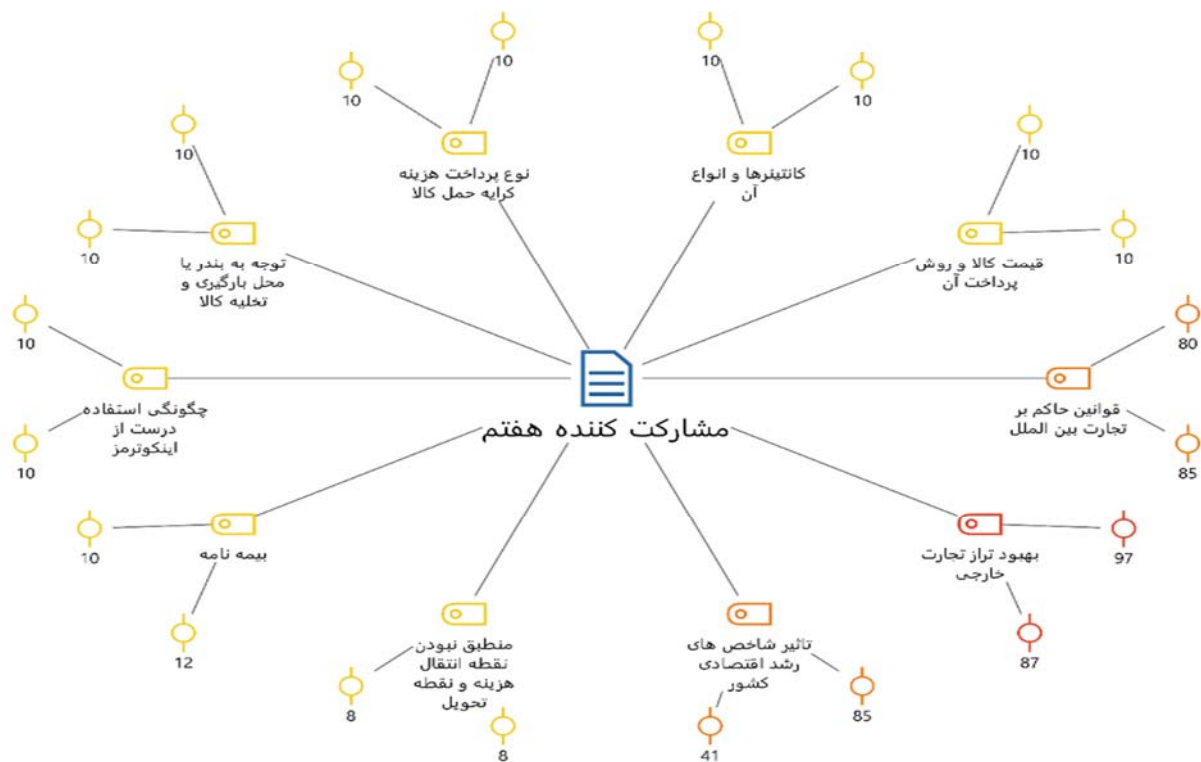 10
10
10
10
10
10
نوع پرداخت هزینه
کرایه حمل کالا
کانتینرها و انواع
آن
10
10
توجه به بندر یا
محل بارگیری و
تخلیه کالا
قیمت کالا و روش
پرداخت آن
10
80
چگونگی استفاده
درست از
اینکوترمز
مشارکت کننده هفتم
قوانین حاکم بر
تجارت بین الملل
10
85
10
بیمه نامه
بهبود تراز تجارت
خارجی
97
12
منطبق نبودن
نقطه انتقال
هزینه و نقطه
تحویل
تاثیر شاخص های
رشد اقتصادی
کشور
87
8
85
8
41